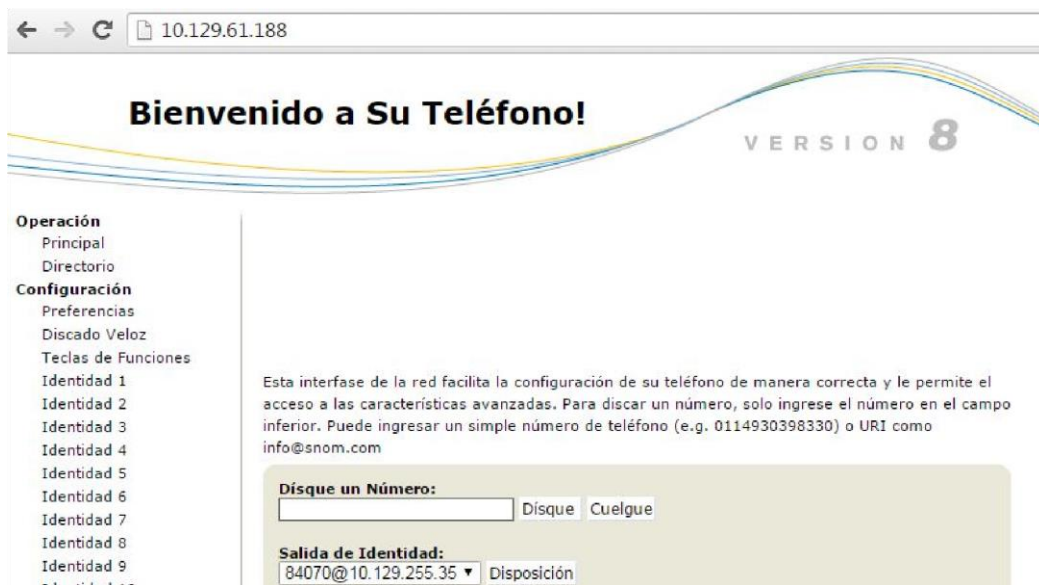 10.129.61.188
Bienvenido a Su Teléfono!
VERSION 8
Operación
Principal
Directorio
Configuración
Preferencias
Discado Veloz
Teclas de Funciones
Identidad 1
Identidad 2
Identidad 3
Identidad 4
Identidad 5
Identidad 6
Identidad 7
Identidad 8
Identidad 9
Esta interfase de la red facilita la configuración de su teléfono de manera correcta y le permite el
acceso a las características avanzadas. Para discar un número, solo ingrese el número en el campo
inferior. Puede ingresar un simple número de teléfono (e.g. 0114930398330) o URI como
info@snom.com
Dísque un Número:
Dísque Cuelgue
Salida de Identidad:
84070@10.129.255.35 Disposición